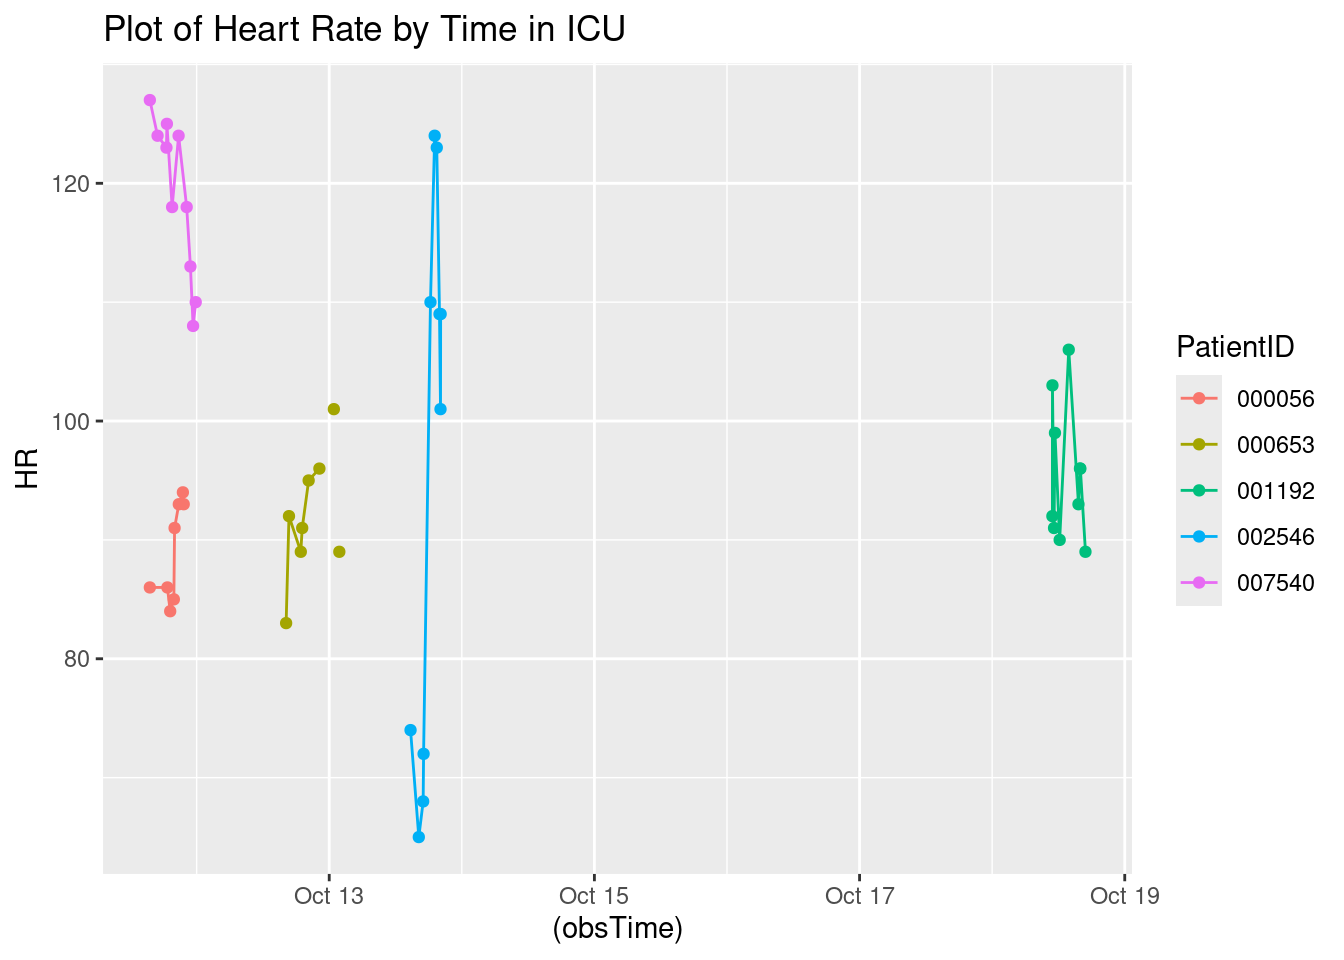 Plot of Heart Rate by Time in ICU
120
100
80
HR
Oct 13
Oct 15
Oct 17
Oct 19
(obsTime)
PatientID
000056
000653
001192
002546
007540